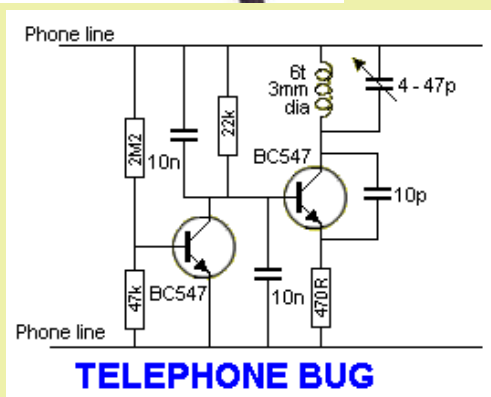 Phone line
6t
3mm
dia
4 - 47p
2M2
10n
22k
BC547
10p
47k
BC547
10n
470R
Phone line
TELEPHONE BUG